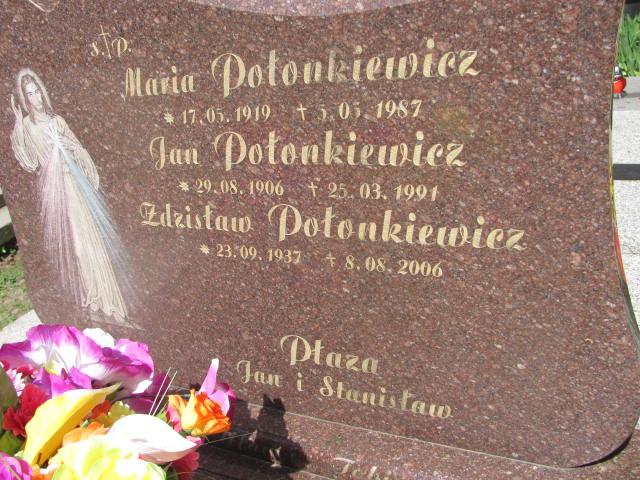 ś†p.
Maria Połonkiewicz
* 17.05.1919 † 5.05.1987
Jan Połonkiewicz
* 29.08.1906 † 25.03.1991
Zdzisław Połonkiewicz
* 23.09.1937 † 8.08.2006
Płaza
Jan i Stanisław